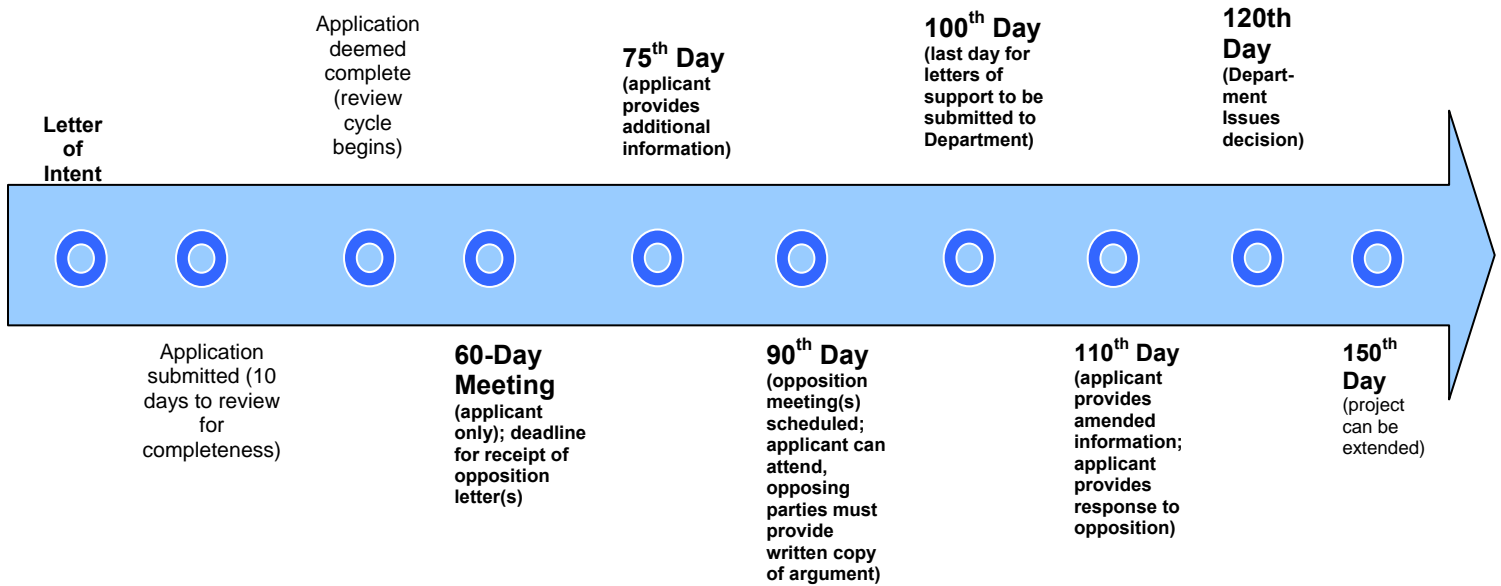 Letter
of
Intent
Application
submitted (10
days to review
for
completeness)
Application
deemed
complete
(review
cycle
begins)
60-Day
Meeting
(applicant
only); deadline
for receipt of
opposition
letter(s)
75th Day
(applicant
provides
additional
information)
90th Day
(opposition
meeting(s)
scheduled;
applicant can
attend,
opposing
parties must
provide
written copy
of argument)
100th Day
(last day for
letters of
support to be
submitted to
Department)
110th Day
(applicant
provides
amended
information;
applicant
provides
response to
opposition)
120th
Day
(Depart-
ment
Issues
decision)
150th
Day
(project
can be
extended)